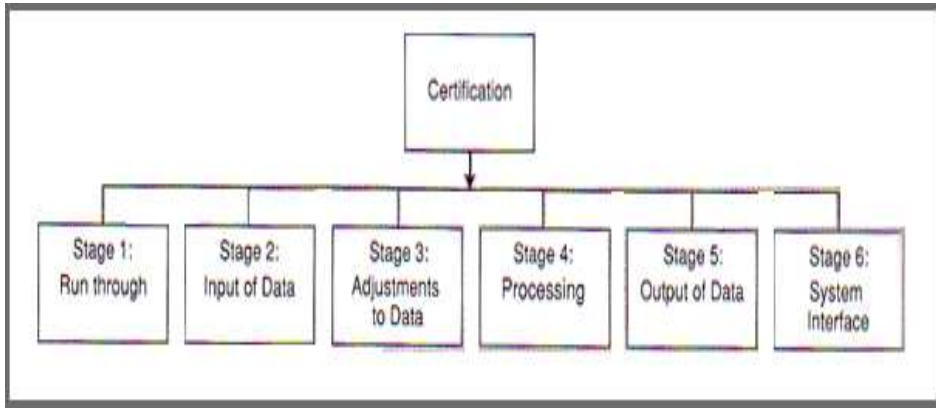 Certification
Stage 1:
Run through
Stage 2:
Input of Data
Stage 3:
Adjustments
to Data
Stage 4:
Processing
Stage 5:
Output of Data
Stage 6:
System
Interface